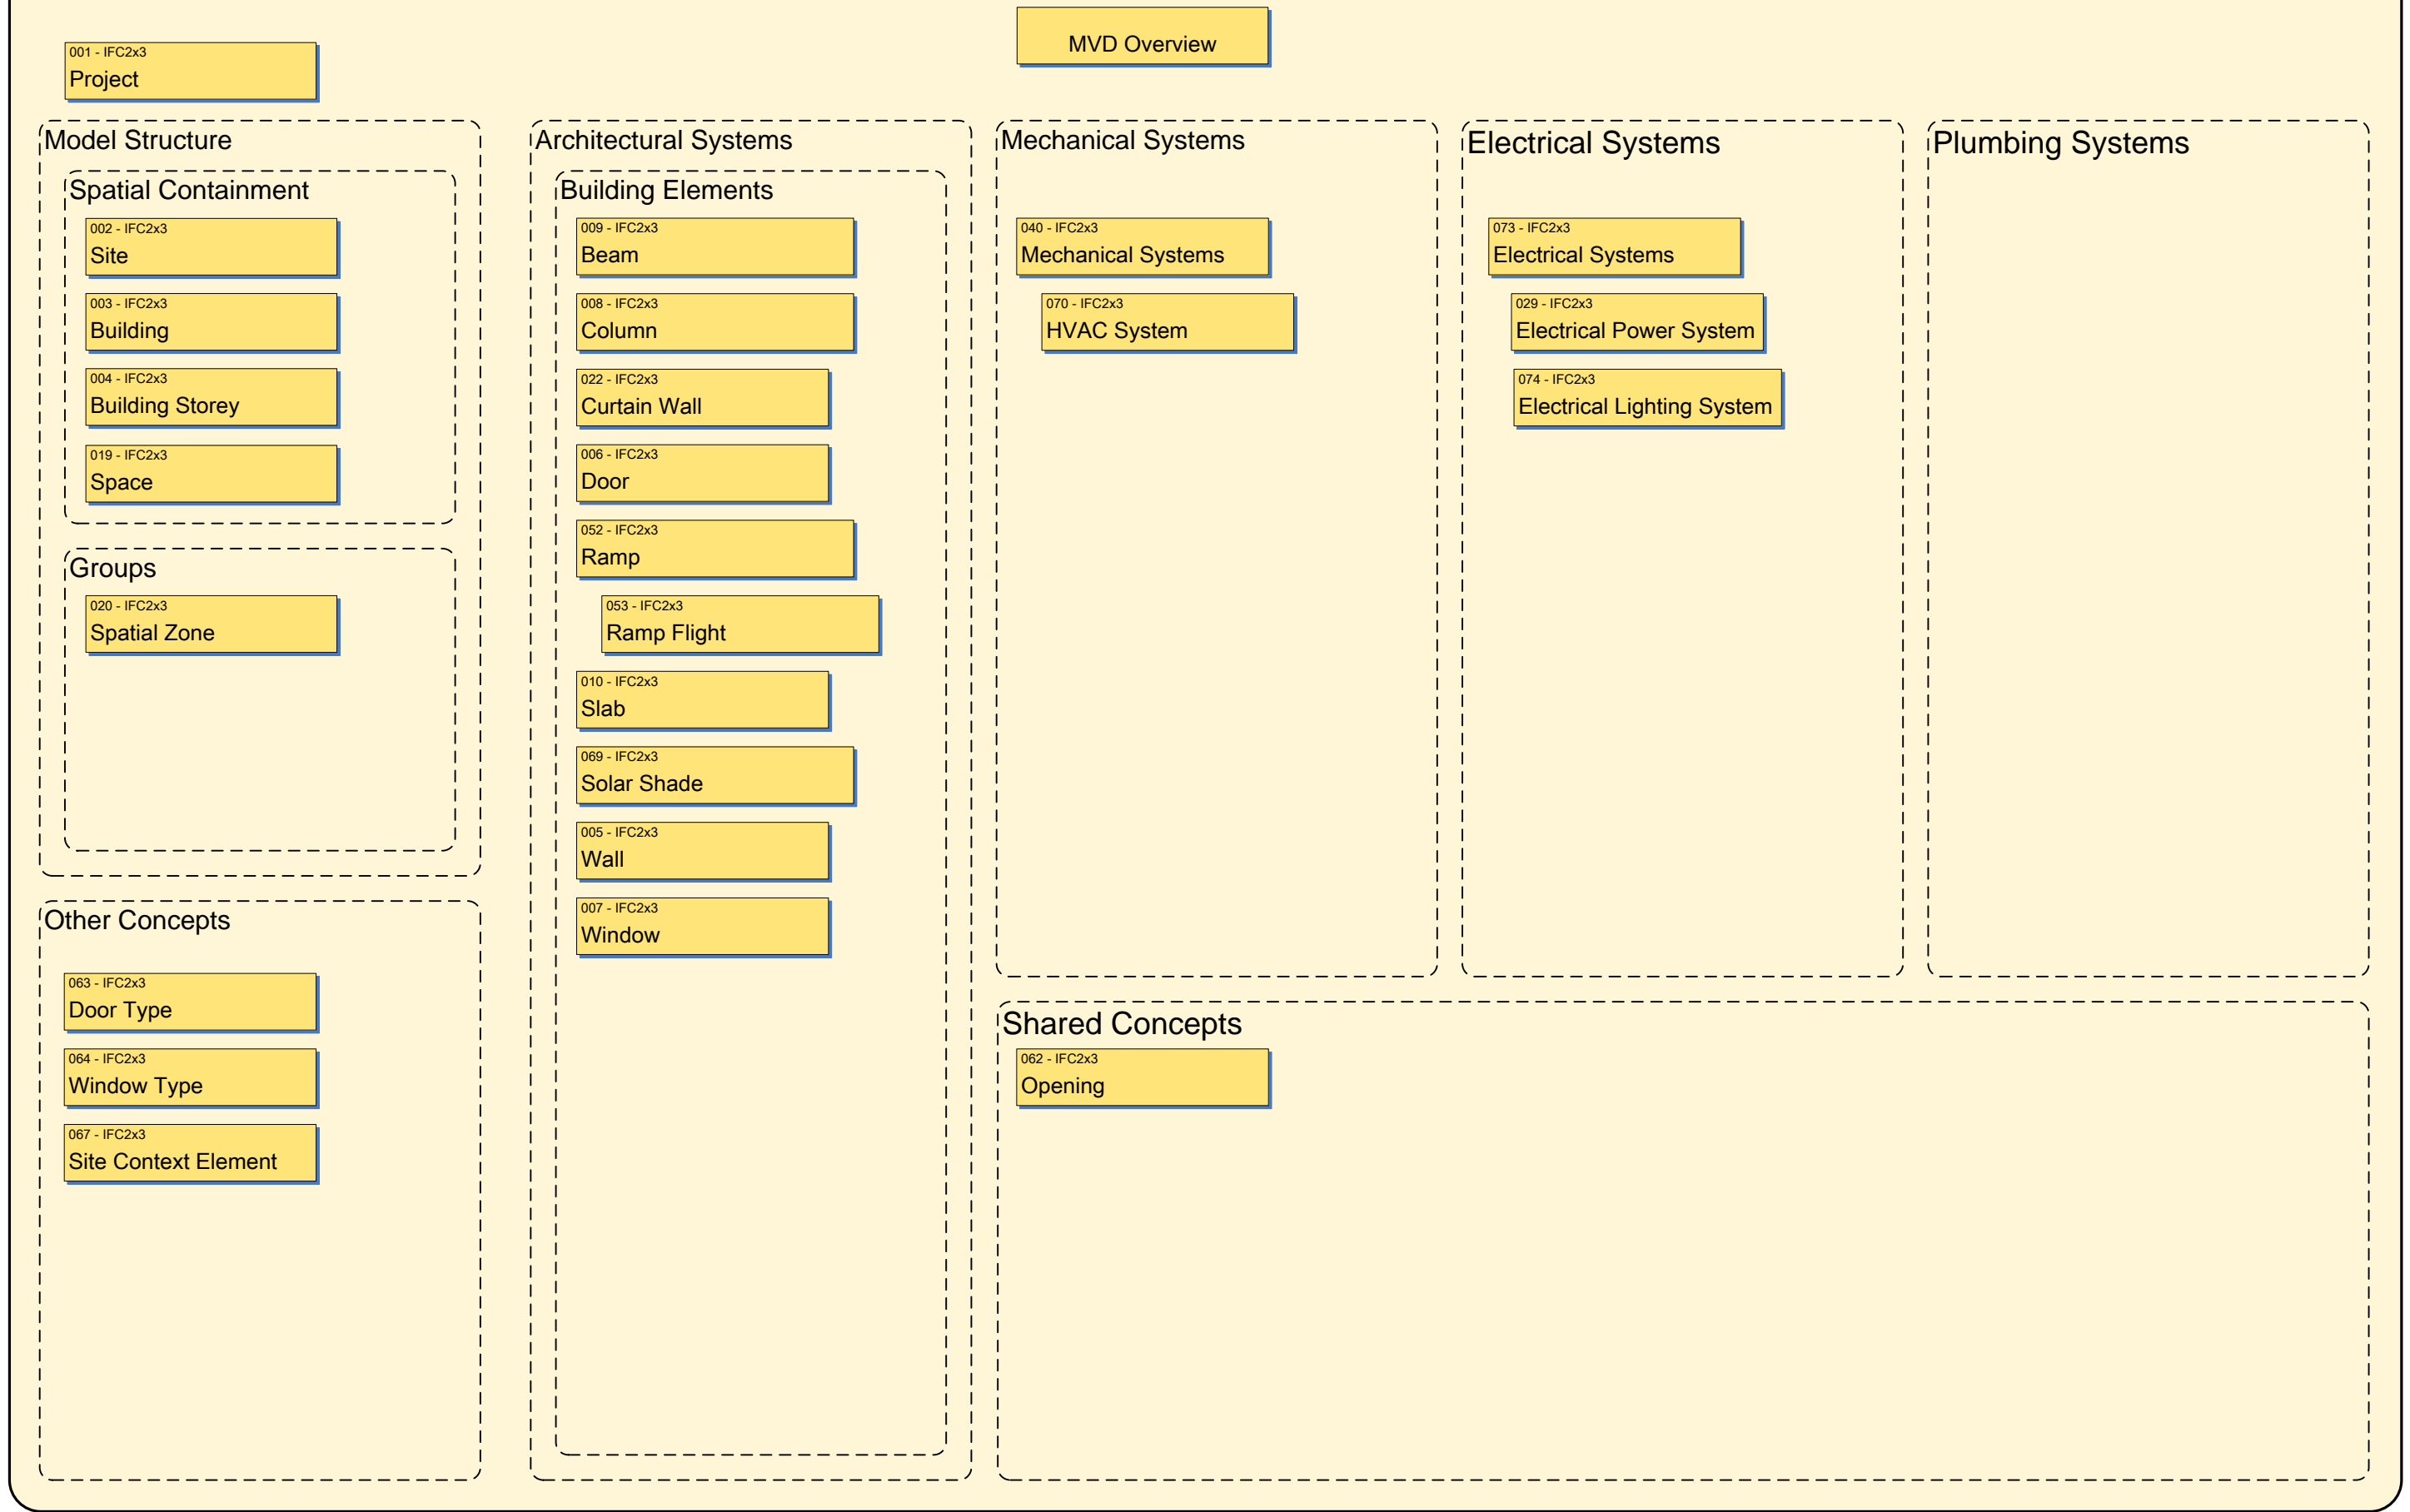 MVD Overview
001 - IFC2x3
Project
Model Structure
Spatial Containment
002 - IFC2x3
Site
003 - IFC2x3
Building
004 - IFC2x3
Building Storey
019 - IFC2x3
Space
Groups
020 - IFC2x3
Spatial Zone
Other Concepts
063 - IFC2x3
Door Type
064 - IFC2x3
Window Type
067 - IFC2x3
Site Context Element
Architectural Systems
Building Elements
009 - IFC2x3
Beam
008 - IFC2x3
Column
022 - IFC2x3
Curtain Wall
006 - IFC2x3
Door
052 - IFC2x3
Ramp
053 - IFC2x3
Ramp Flight
010 - IFC2x3
Slab
069 - IFC2x3
Solar Shade
005 - IFC2x3
Wall
007 - IFC2x3
Window
Mechanical Systems
040 - IFC2x3
Mechanical Systems
070 - IFC2x3
HVAC System
Electrical Systems
073 - IFC2x3
Electrical Systems
029 - IFC2x3
Electrical Power System
074 - IFC2x3
Electrical Lighting System
Plumbing Systems
Shared Concepts
062 - IFC2x3
Opening